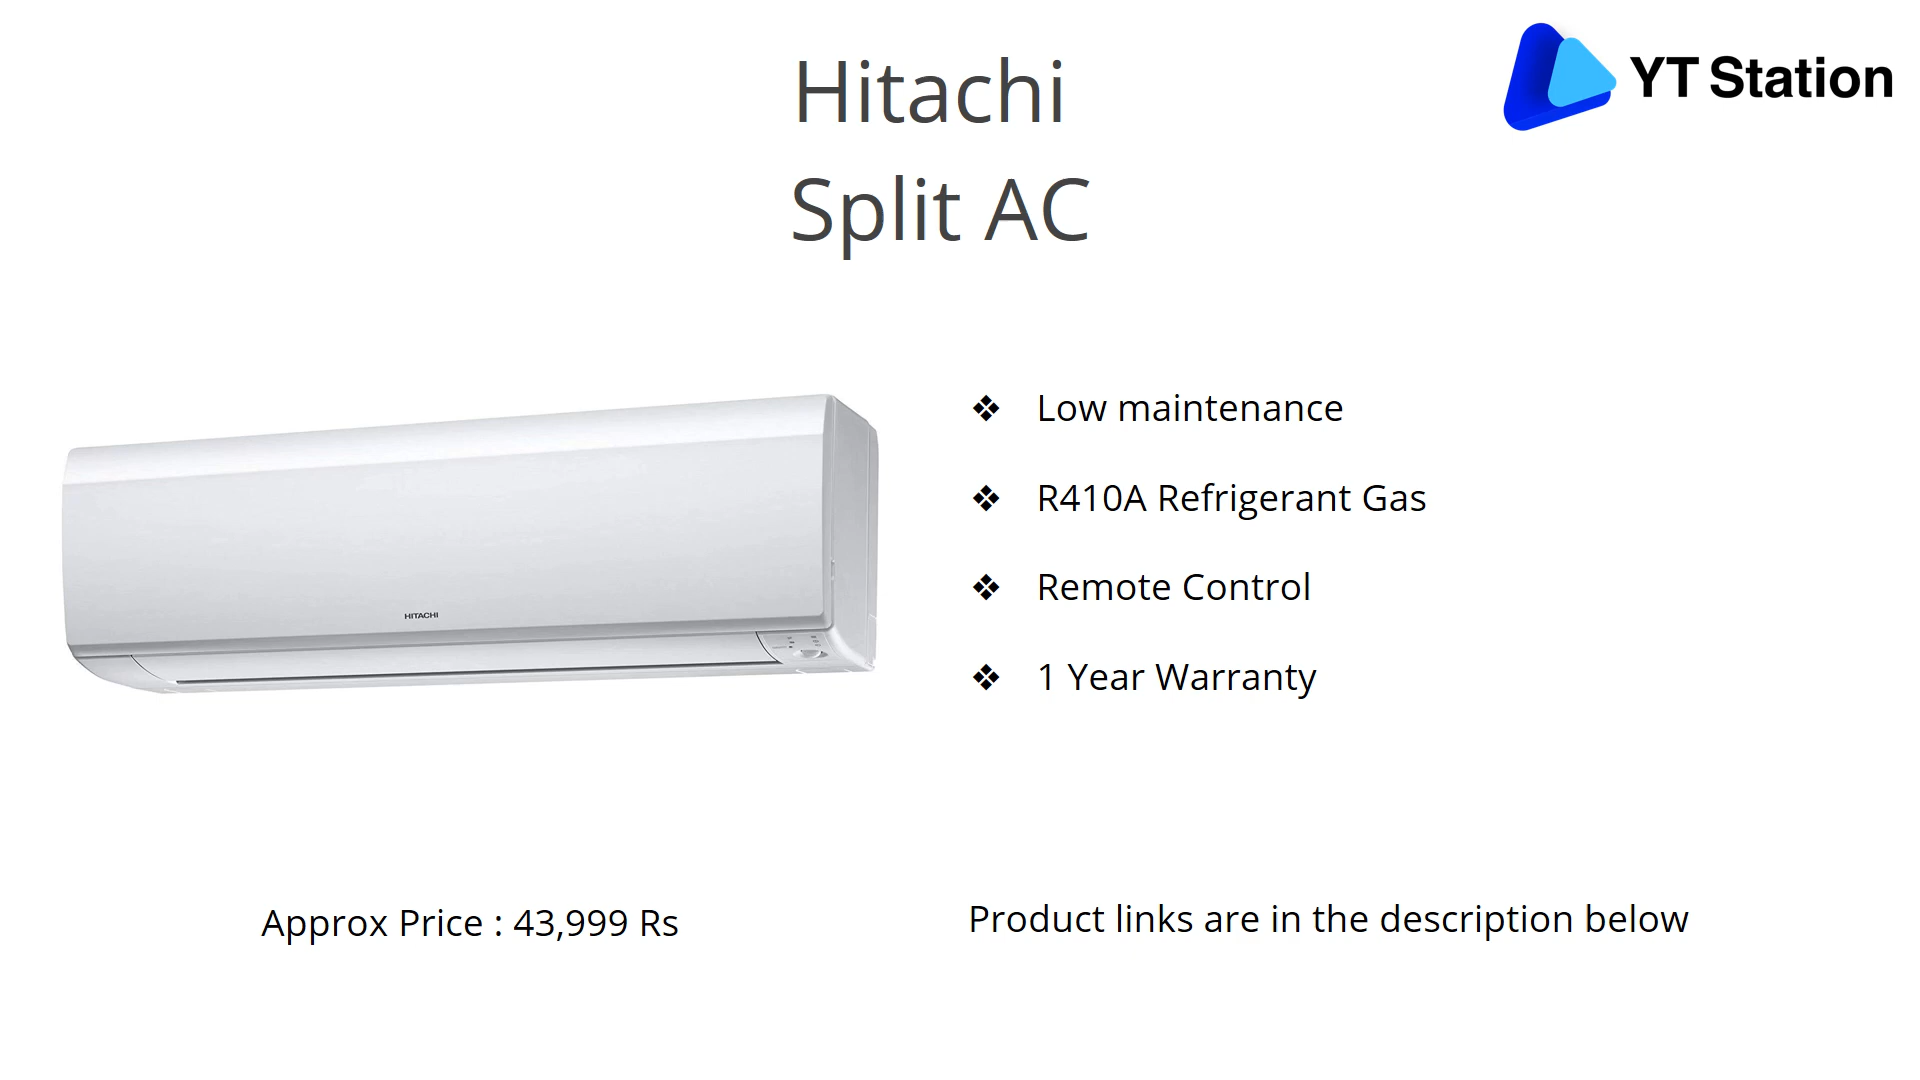 Hitachi
Split AC
YT Station
HITACHI
❖ Low maintenance
❖ R410A Refrigerant Gas
❖ Remote Control
❖ 1 Year Warranty
Approx Price : 43,999 Rs
Product links are in the description below